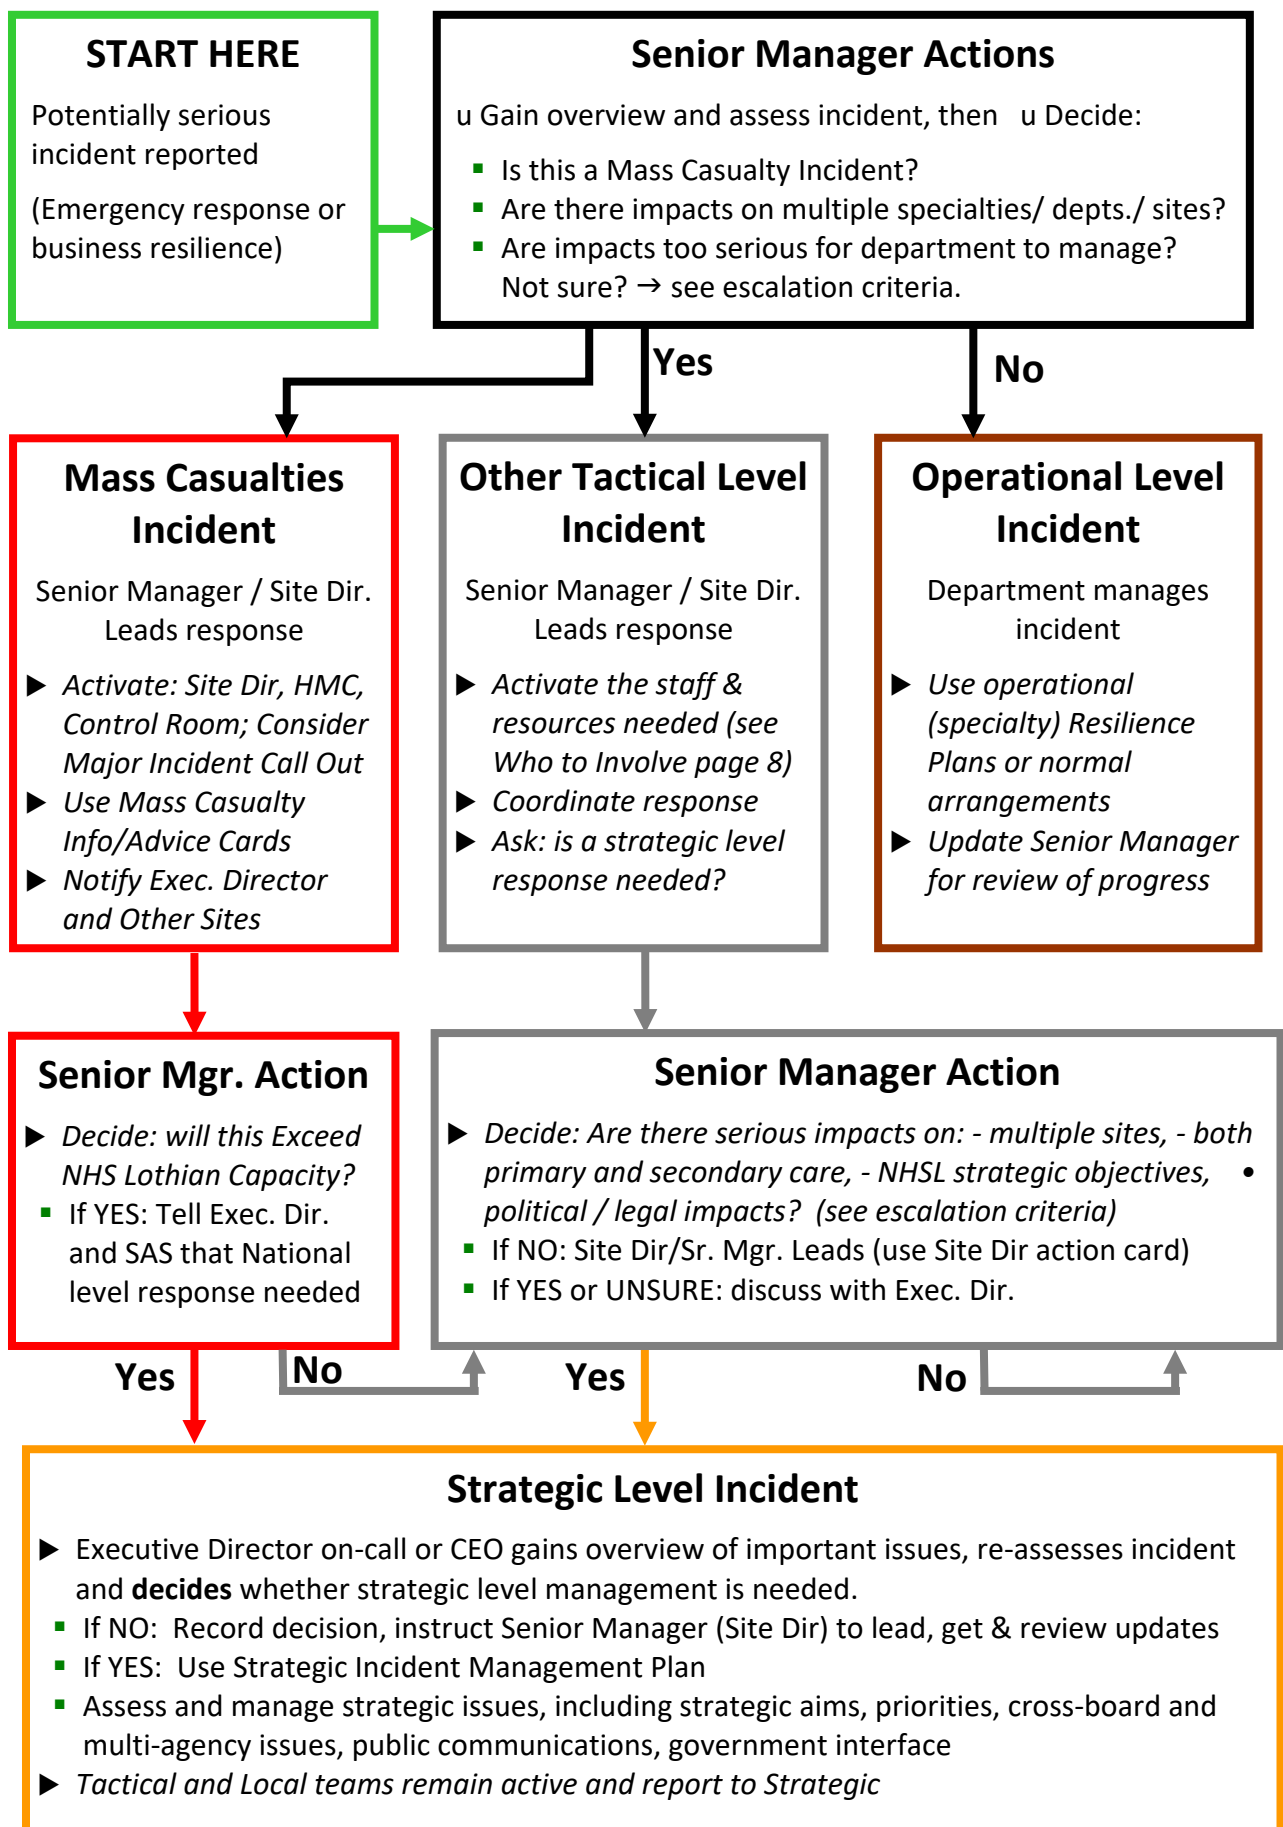 START HERE
Potentially serious
incident reported
(Emergency response or
business resilience)
Senior Manager Actions
u Gain overview and assess incident, then u Decide:
▪ Is this a Mass Casualty Incident?
▪ Are there impacts on multiple specialties/ depts./ sites?
▪ Are impacts too serious for department to manage?
Not sure? → see escalation criteria.
Yes
No
Mass Casualties
Incident
Senior Manager / Site Dir.
Leads response
▶ Activate: Site Dir, HMC,
Control Room; Consider
Major Incident Call Out
▶ Use Mass Casualty
Info/Advice Cards
▶ Notify Exec. Director
and Other Sites
Other Tactical Level
Incident
Senior Manager / Site Dir.
Leads response
▶ Activate the staff &
resources needed (see
Who to Involve page 8)
▶ Coordinate response
▶ Ask: is a strategic level
response needed?
Operational Level
Incident
Department manages
incident
▶ Use operational
(specialty) Resilience
Plans or normal
arrangements
▶ Update Senior Manager
for review of progress
Senior Mgr. Action
▶ Decide: will this Exceed
NHS Lothian Capacity?
▪ If YES: Tell Exec. Dir.
and SAS that National
level response needed
Senior Manager Action
▶ Decide: Are there serious impacts on: - multiple sites, - both
primary and secondary care, - NHSL strategic objectives, •
political / legal impacts? (see escalation criteria)
▪ If NO: Site Dir/Sr. Mgr. Leads (use Site Dir action card)
▪ If YES or UNSURE: discuss with Exec. Dir.
Yes
No
Yes
No
Strategic Level Incident
▶ Executive Director on-call or CEO gains overview of important issues, re-assesses incident
and decides whether strategic level management is needed.
▪ If NO: Record decision, instruct Senior Manager (Site Dir) to lead, get & review updates
▪ If YES: Use Strategic Incident Management Plan
▪ Assess and manage strategic issues, including strategic aims, priorities, cross-board and
multi-agency issues, public communications, government interface
▶ Tactical and Local teams remain active and report to Strategic